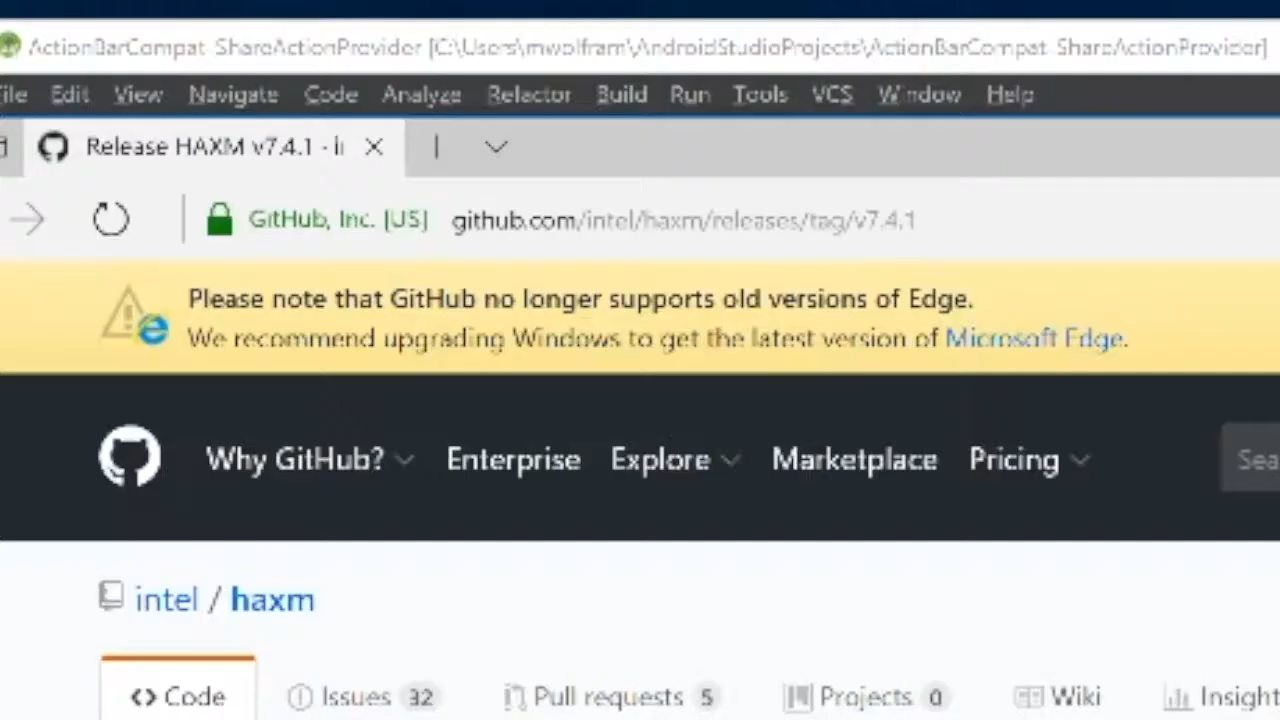 ActionBarCompat-ShareActionProvider [C:\Users\mwolfram\AndroidStudioProjects\ActionBarCompat-ShareActionProvider]
File Edit View Navigate Code Analyze Refactor Build Run Tools VCS Window Help
Release HAXM v7.4.1 · in
GitHub, Inc. [US] github.com/intel/haxm/releases/tag/v7.4.1
Please note that GitHub no longer supports old versions of Edge.
We recommend upgrading Windows to get the latest version of Microsoft Edge.
Why GitHub? Enterprise Explore Marketplace Pricing Sea
intel / haxm
<> Code Issues 32 Pull requests 5 Projects 0 Wiki Insight